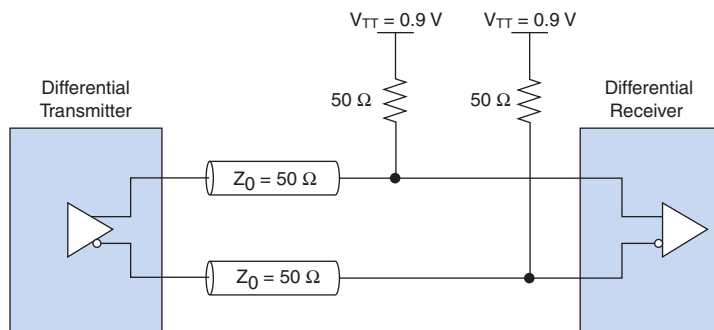 V_TT = 0.9 V
V_TT = 0.9 V
Differential
Transmitter
50 Ω
50 Ω
Differential
Receiver
Z_0 = 50 Ω
Z_0 = 50 Ω